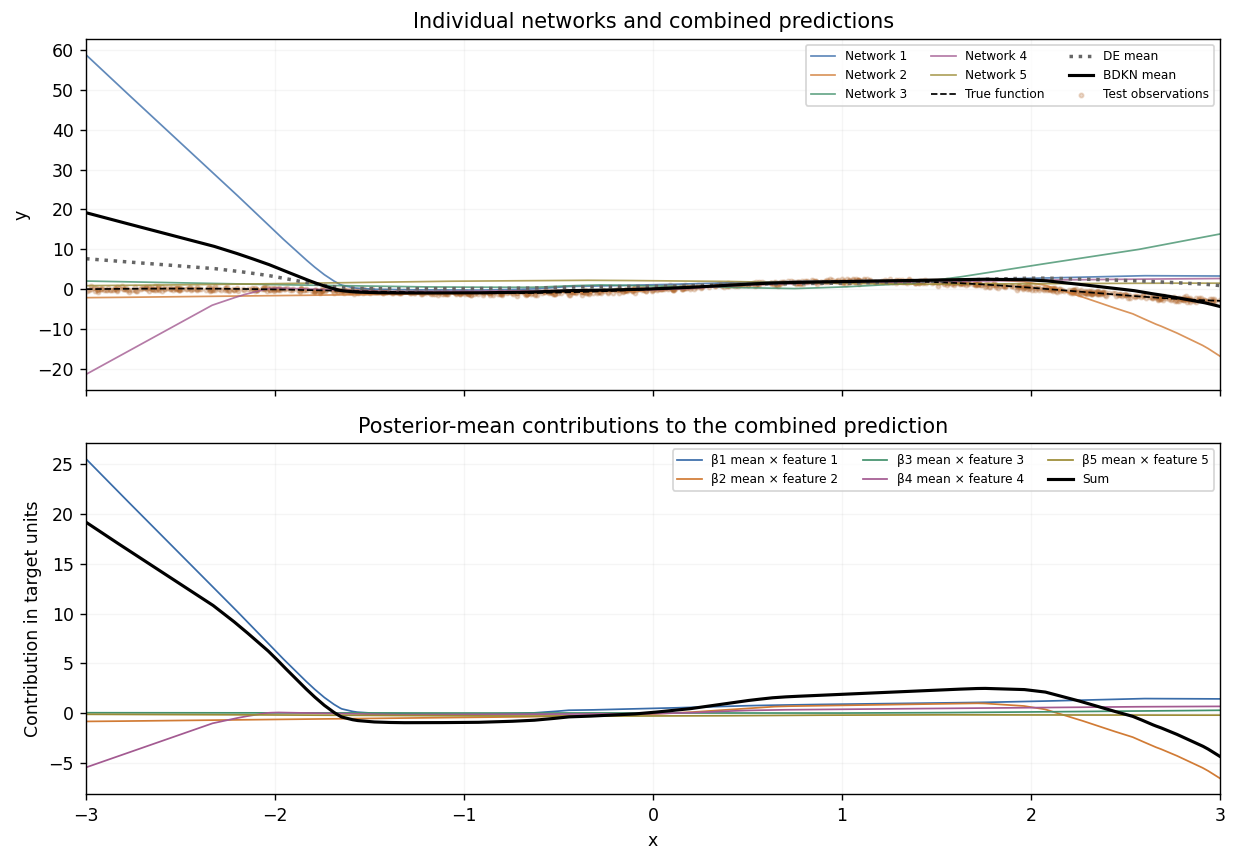 Individual networks and combined predictions
60
50
40
30
20
10
0
−10
−20
y
Network 1
Network 2
Network 3
Network 4
Network 5
True function
DE mean
BDKN mean
Test observations
Posterior-mean contributions to the combined prediction
25
20
15
10
5
0
−5
Contribution in target units
β1 mean × feature 1
β2 mean × feature 2
β3 mean × feature 3
β4 mean × feature 4
β5 mean × feature 5
Sum
−3 −2 −1 0 1 2 3
x